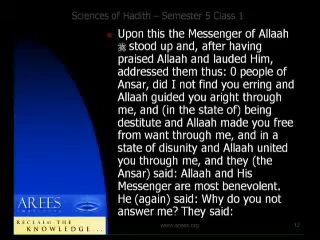 Sciences of Hadith – Semester 5 Class 1
Upon this the Messenger of Allaah
ﷺ stood up and, after having
praised Allaah and lauded Him,
addressed them thus: 0 people of
Ansar, did I not find you erring and
Allaah guided you aright through
me, and (in the state of) being
destitute and Allaah made you free
from want through me, and in a
state of disunity and Allaah united
you through me, and they (the
Ansar) said: Allaah and His
Messenger are most benevolent.
He (again) said: Why do you not
answer me? They said:
AREES
RECLAIM THE
KNOWLEDGE
www.arees.org
12